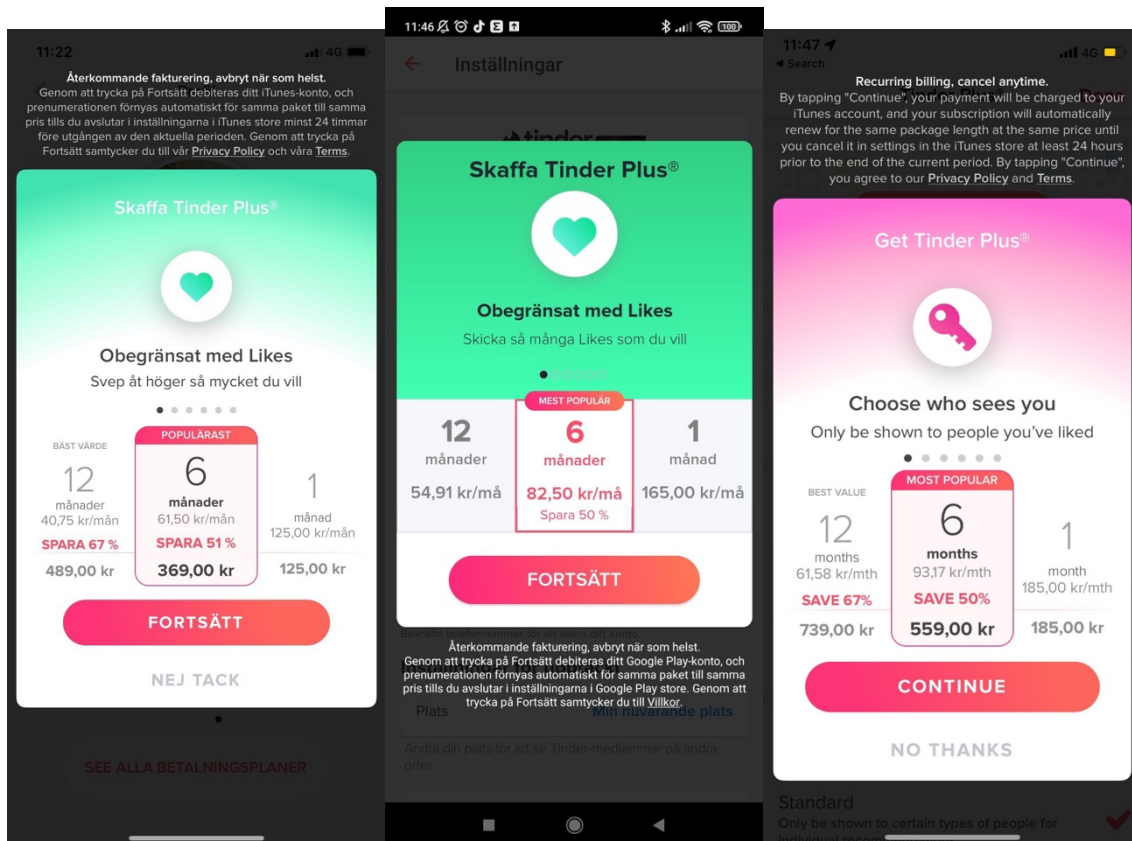 11:22
4G
Återkommande fakturering, avbryt när som helst.
Genom att trycka på Fortsätt debiteras ditt iTunes-konto, och
prenumerationen förnyas automatiskt för samma paket till samma
pris tills du avslutar i inställningarna i iTunes store minst 24 timmar
före utgången av den aktuella perioden. Genom att trycka på
Fortsätt samtycker du till vår Privacy Policy och våra Terms.
Skaffa Tinder Plus®
Obegränsat med Likes
Svep åt höger så mycket du vill
BÄST VÄRDE
POPULÄRAST
12
månader
40,75 kr/mån
SPARA 67 %
489,00 kr
6
månader
61,50 kr/mån
SPARA 51 %
369,00 kr
1
månad
125,00 kr/mån
125,00 kr
FORTSÄTT
NEJ TACK
SEE ALLA BETALNINGSPLANER
11:46
100
Inställningar
tinder
Skaffa Tinder Plus®
Obegränsat med Likes
Skicka så många Likes som du vill
MEST POPULÄR
12
månader
54,91 kr/må
6
månader
82,50 kr/må
Spara 50 %
1
månad
165,00 kr/må
FORTSÄTT
Bekräfta telefonnummer för att säkra ditt konto.
Återkommande fakturering, avbryt när som helst.
Genom att trycka på Fortsätt debiteras ditt Google Play-konto, och
prenumerationen förnyas automatiskt för samma paket till samma
pris tills du avslutar i inställningarna i Google Play store. Genom att
trycka på Fortsätt samtycker du till Villkor.
Plats
Min nuvarande plats
Ändra din plats för att se Tinder-medlemmar på andra
orter.
11:47
4G
Search
Recurring billing, cancel anytime.
By tapping "Continue", your payment will be charged to your
iTunes account, and your subscription will automatically
renew for the same package length at the same price until
you cancel it in settings in the iTunes store at least 24 hours
prior to the end of the current period. By tapping "Continue",
you agree to our Privacy Policy and Terms.
Get Tinder Plus®
Choose who sees you
Only be shown to people you've liked
BEST VALUE
MOST POPULAR
12
months
61,58 kr/mth
SAVE 67%
739,00 kr
6
months
93,17 kr/mth
SAVE 50%
559,00 kr
1
month
185,00 kr/mth
185,00 kr
CONTINUE
NO THANKS
Standard
Only be shown to certain types of people for